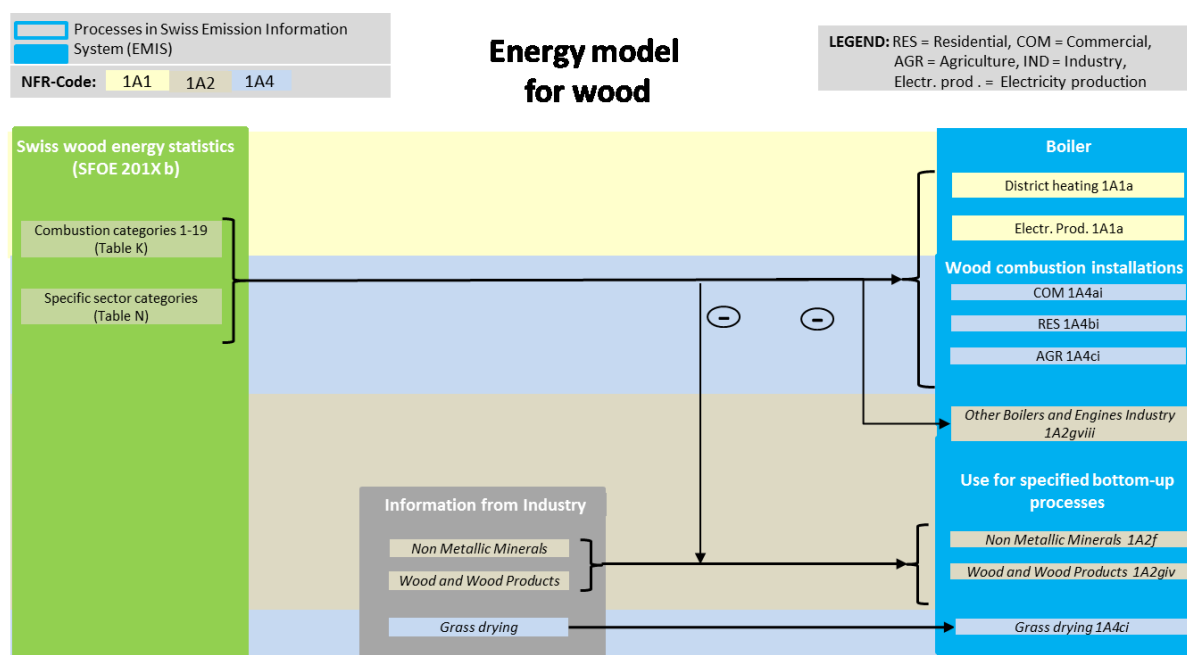 Processes in Swiss Emission Information
System (EMIS)
NFR-Code: 1A1 1A2 1A4
Energy model
for wood
LEGEND: RES = Residential, COM = Commercial,
AGR = Agriculture, IND = Industry,
Electr. prod . = Electricity production
Swiss wood energy statistics
(SFOE 201X b)
Combustion categories 1-19
(Table K)
Specific sector categories
(Table N)
Boiler
District heating 1A1a
Electr. Prod. 1A1a
Wood combustion installations
COM 1A4ai
RES 1A4bi
AGR 1A4ci
-
-
Other Boilers and Engines Industry
1A2gviii
Information from Industry
Non Metallic Minerals
Wood and Wood Products
Grass drying
Use for specified bottom-up
processes
Non Metallic Minerals 1A2f
Wood and Wood Products 1A2giv
Grass drying 1A4ci